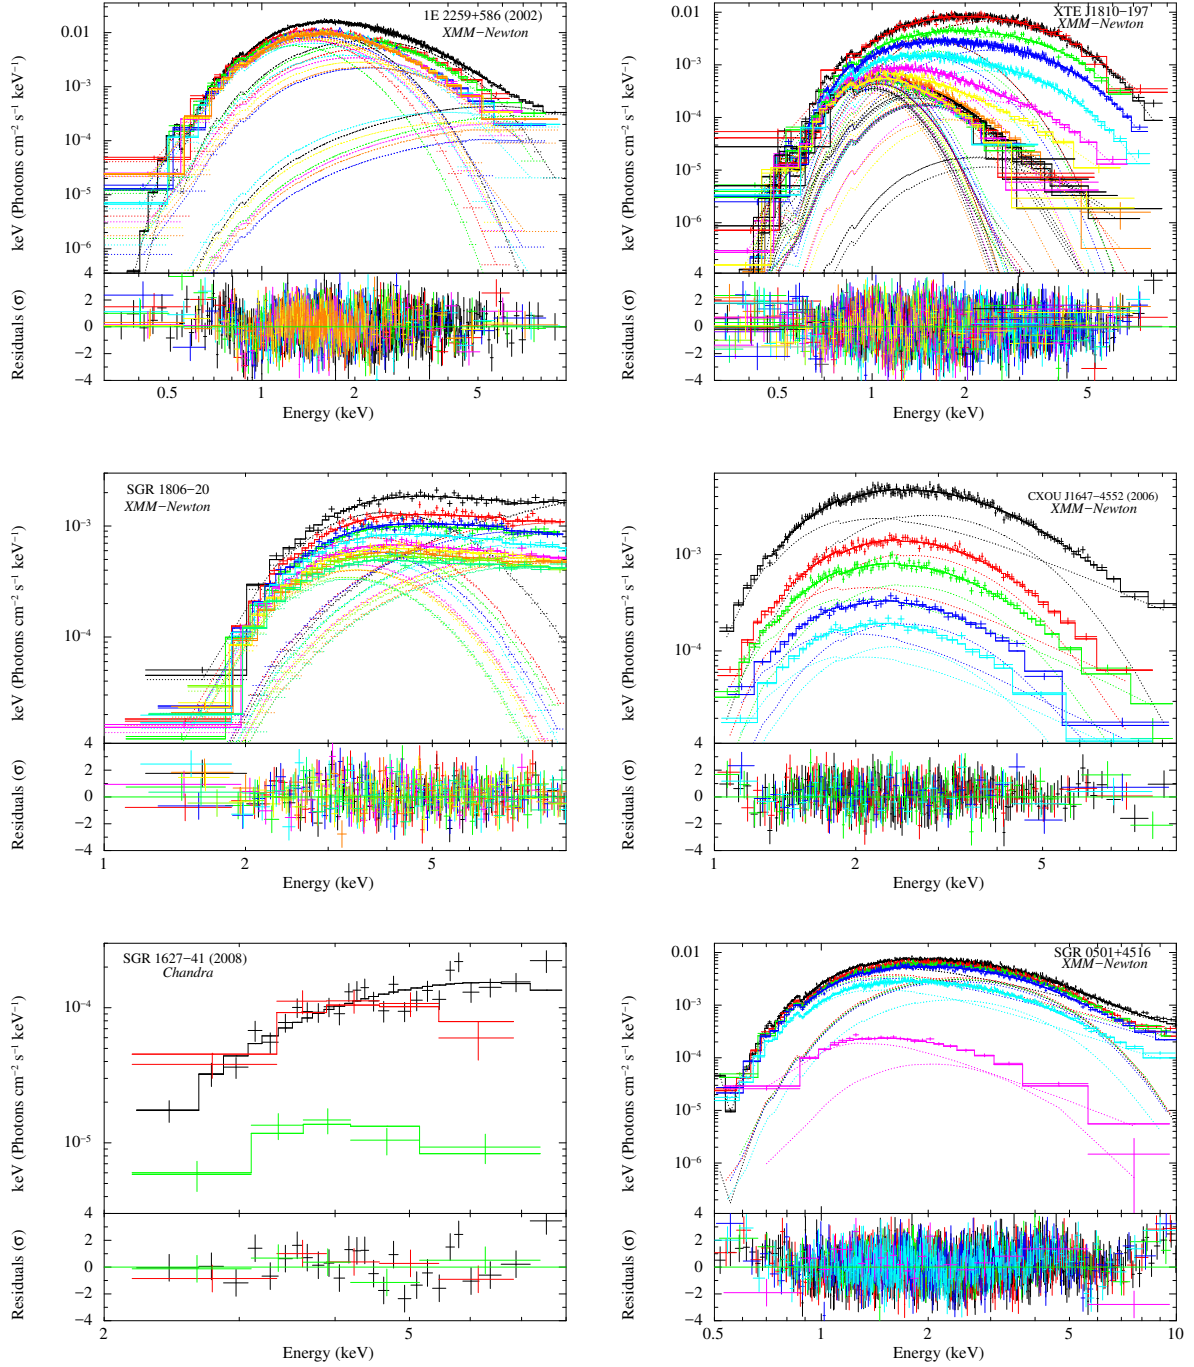 1E 2259+586 (2002)
XMM−Newton
keV (Photons cm−2 s−1 keV−1)
0.01
10−3
10−4
10−5
10−6
Residuals (σ)
4
2
0
−2
−4
0.5 1 2 5
Energy (keV)
XTE J1810−197
XMM−Newton
keV (Photons cm−2 s−1 keV−1)
0.01
10−3
10−4
10−5
10−6
Residuals (σ)
4
2
0
−2
−4
0.5 1 2 5
Energy (keV)
SGR 1806−20
XMM−Newton
keV (Photons cm−2 s−1 keV−1)
10−3
10−4
Residuals (σ)
4
2
0
−2
−4
1 2 5
Energy (keV)
CXOU J1647−4552 (2006)
XMM−Newton
keV (Photons cm−2 s−1 keV−1)
10−3
10−4
Residuals (σ)
4
2
0
−2
−4
1 2 5
Energy (keV)
SGR 1627−41 (2008)
Chandra
keV (Photons cm−2 s−1 keV−1)
10−4
10−5
Residuals (σ)
4
2
0
−2
−4
2 5
Energy (keV)
SGR 0501+4516
XMM−Newton
keV (Photons cm−2 s−1 keV−1)
0.01
10−3
10−4
10−5
10−6
Residuals (σ)
4
2
0
−2
−4
0.5 1 2 5 10
Energy (keV)